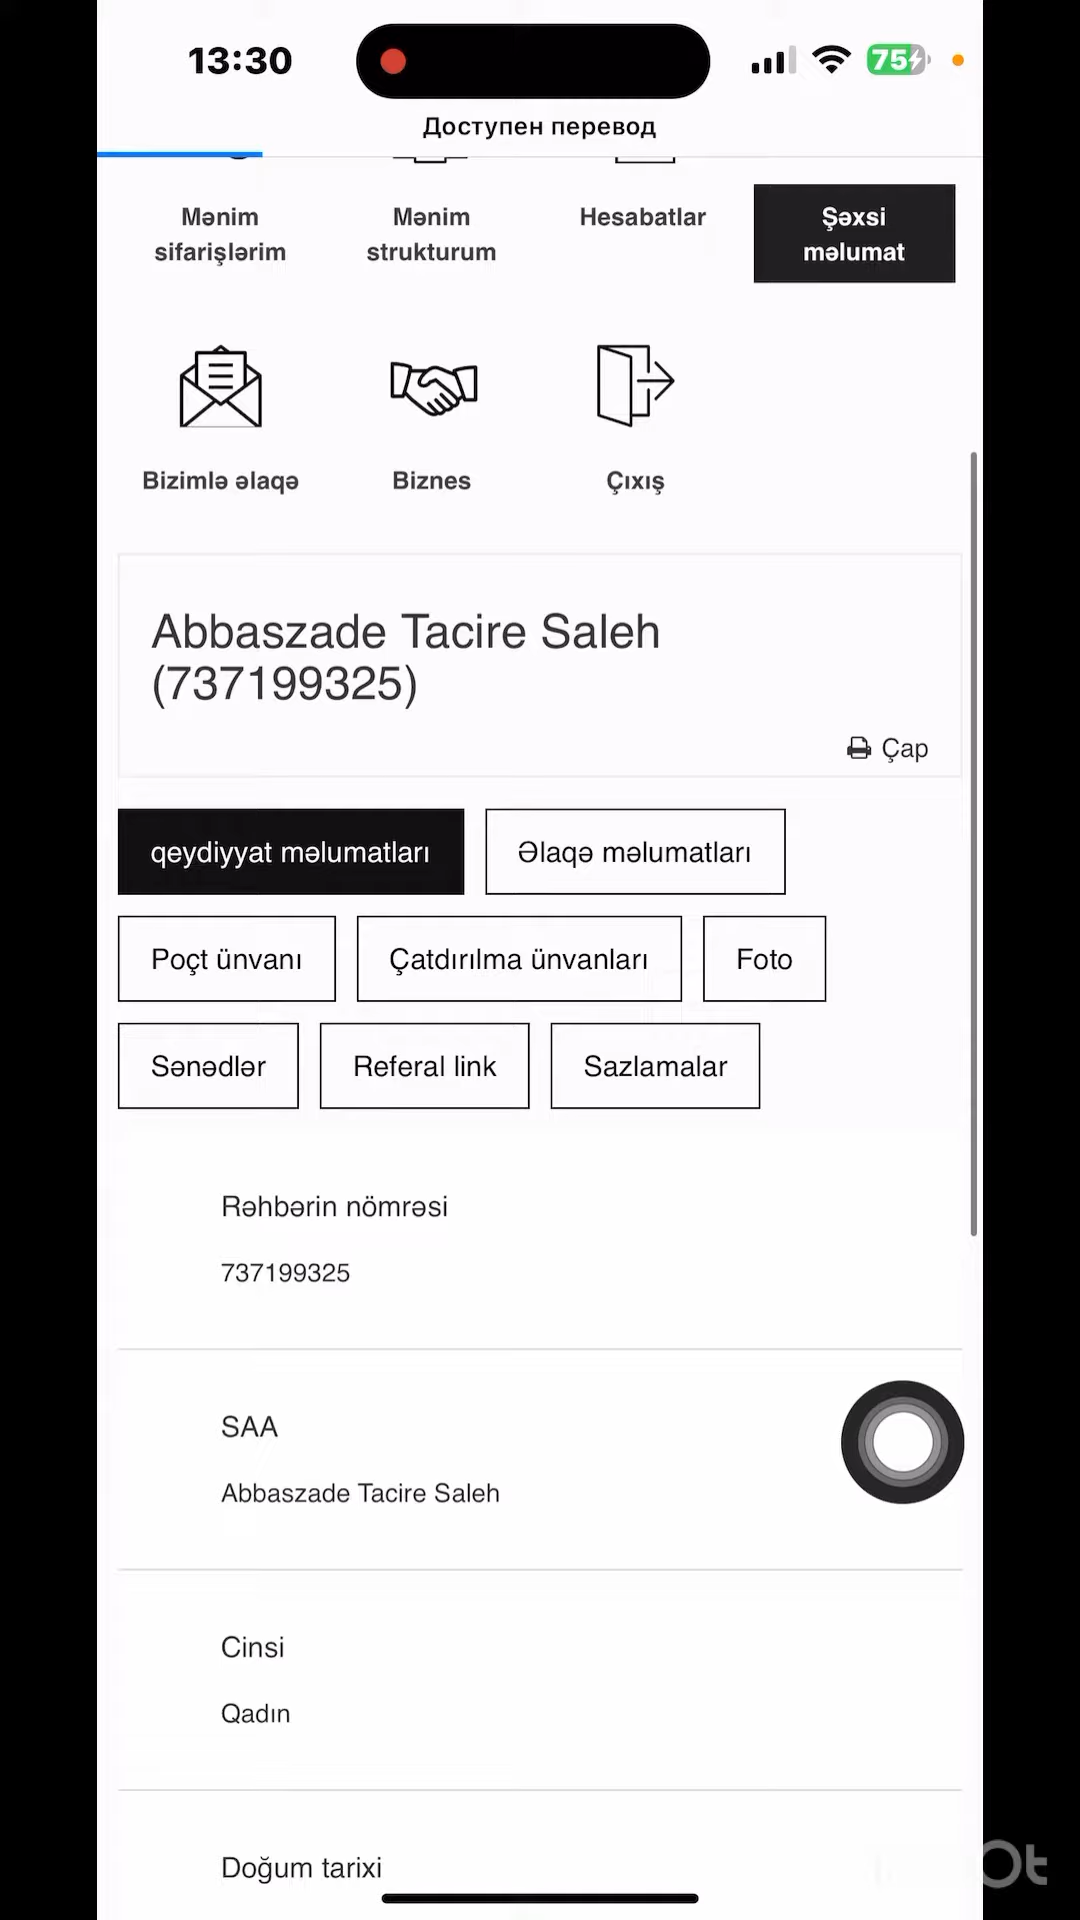 13:30
75
Доступен перевод
Mənim sifarişlərim
Mənim strukturum
Hesabatlar
Şəxsi məlumat
Bizimlə əlaqə
Biznes
Çıxış
Abbaszade Tacire Saleh
(737199325)
Çap
qeydiyyat məlumatları
Əlaqə məlumatları
Poçt ünvanı
Çatdırılma ünvanları
Foto
Sənədlər
Referal link
Sazlamalar
Rəhbərin nömrəsi
737199325
SAA
Abbaszade Tacire Saleh
Cinsi
Qadın
Doğum tarixi